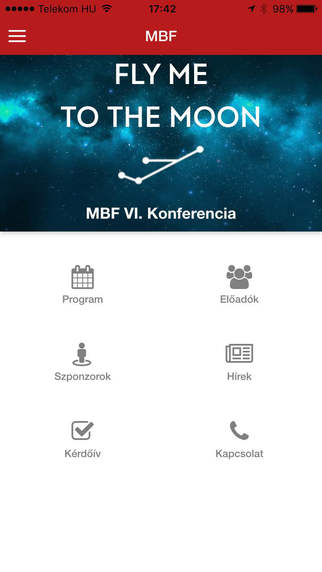 Telekom HU 17:42 98%
MBF
FLY ME
TO THE MOON
MBF VI. Konferencia
Program Előadók
Szponzorok Hírek
Kérdőív Kapcsolat